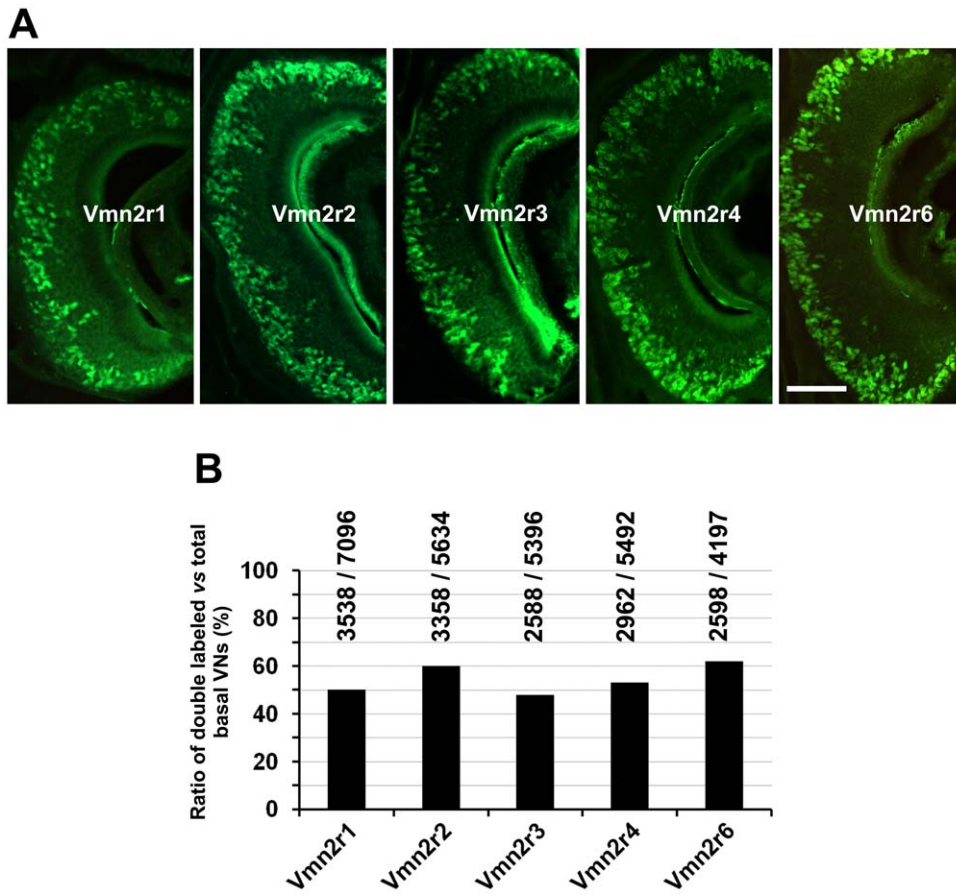 A
Vmn2r1 Vmn2r2 Vmn2r3 Vmn2r4 Vmn2r6
B
Ratio of double labeled vs total
basal VNs (%)
3538 / 7096
3358 / 5634
2588 / 5396
2962 / 5492
2598 / 4197
100
80
60
40
20
0
Vmn2r1
Vmn2r2
Vmn2r3
Vmn2r4
Vmn2r6